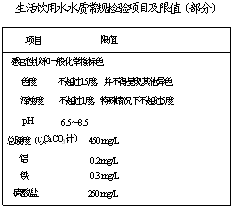 生活饮用水水质常规检验项目及限值（部分）
项目 限值
感官性状和一般化学指标色
色度 不超过15度，并不得呈现其他异色
浑浊度 不超过1度，特殊情况下不超过5度
pH 6.5~8.5
总硬度（以CaCO₃计） 450mg/L
铝 0.2mg/L
铁 0.3mg/L
硫酸盐 250mg/L